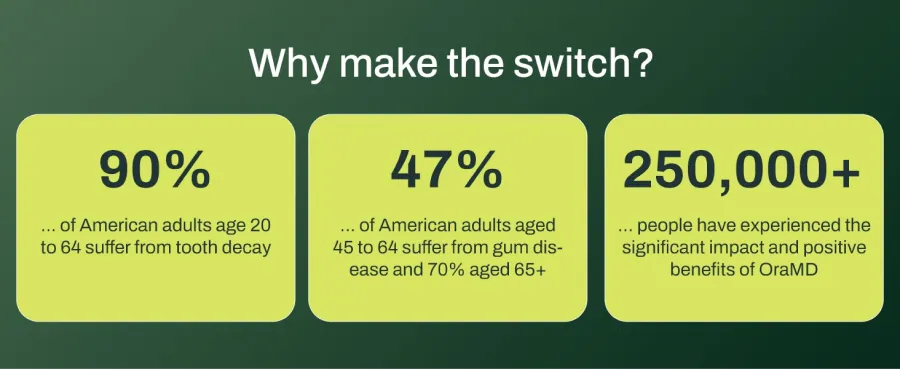 Why make the switch?
90%
... of American adults age 20
to 64 suffer from tooth decay
47%
... of American adults aged
45 to 64 suffer from gum dis-
ease and 70% aged 65+
250,000+
... people have experienced the
significant impact and positive
benefits of OraMD